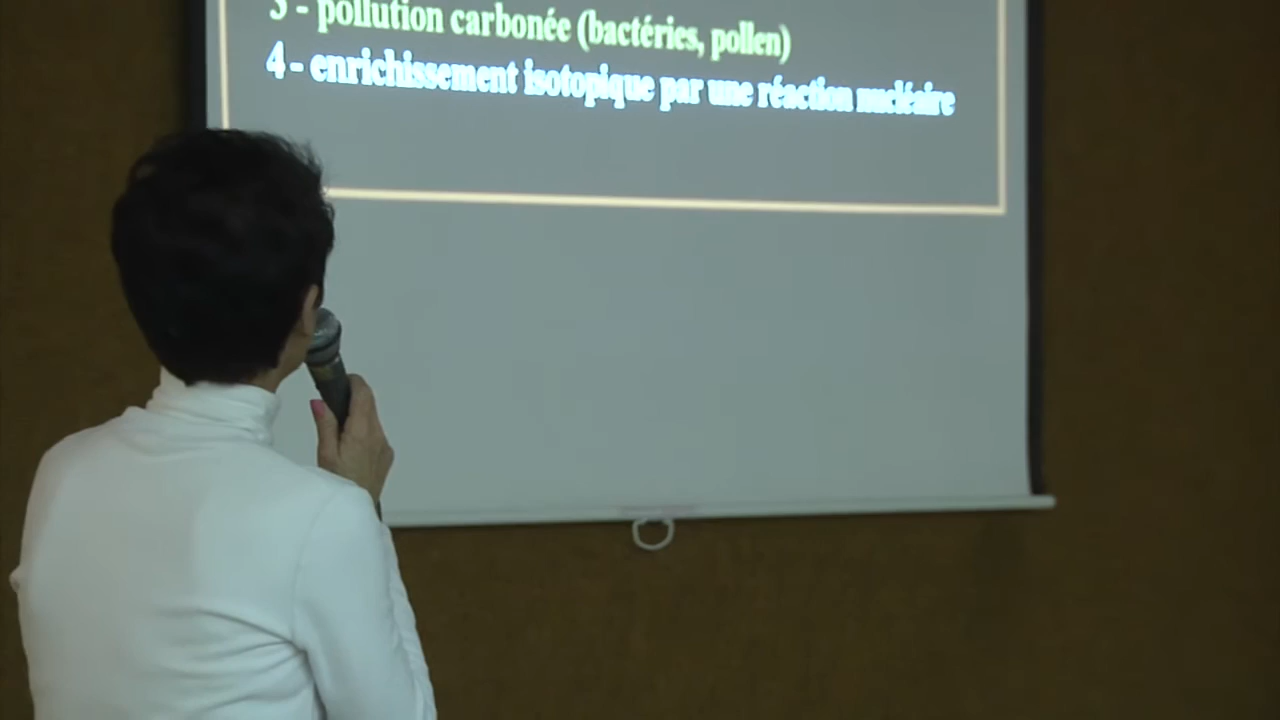 3 - pollution carbonée (bactéries, pollen)
4 - enrichissement isotopique par une réaction nucléaire